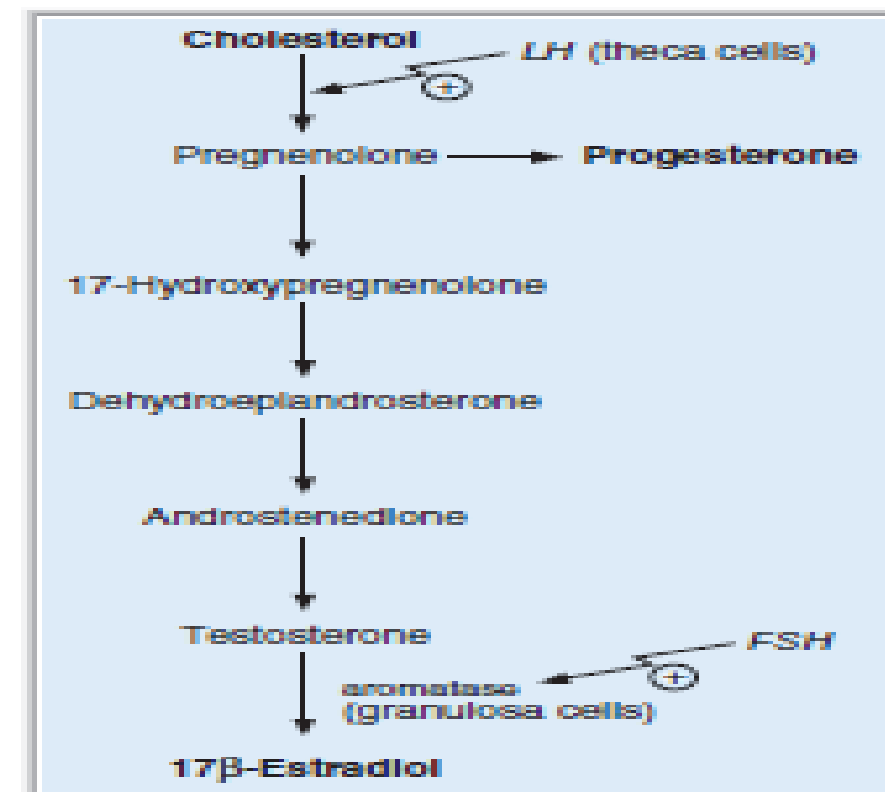 Cholesterol
LH (theca cells)
+
Pregnenolone
Progesterone
17-Hydroxypregnenolone
Dehydroepiandrosterone
Androstenedione
Testosterone
FSH
+
aromatase
(granulosa cells)
17β-Estradiol